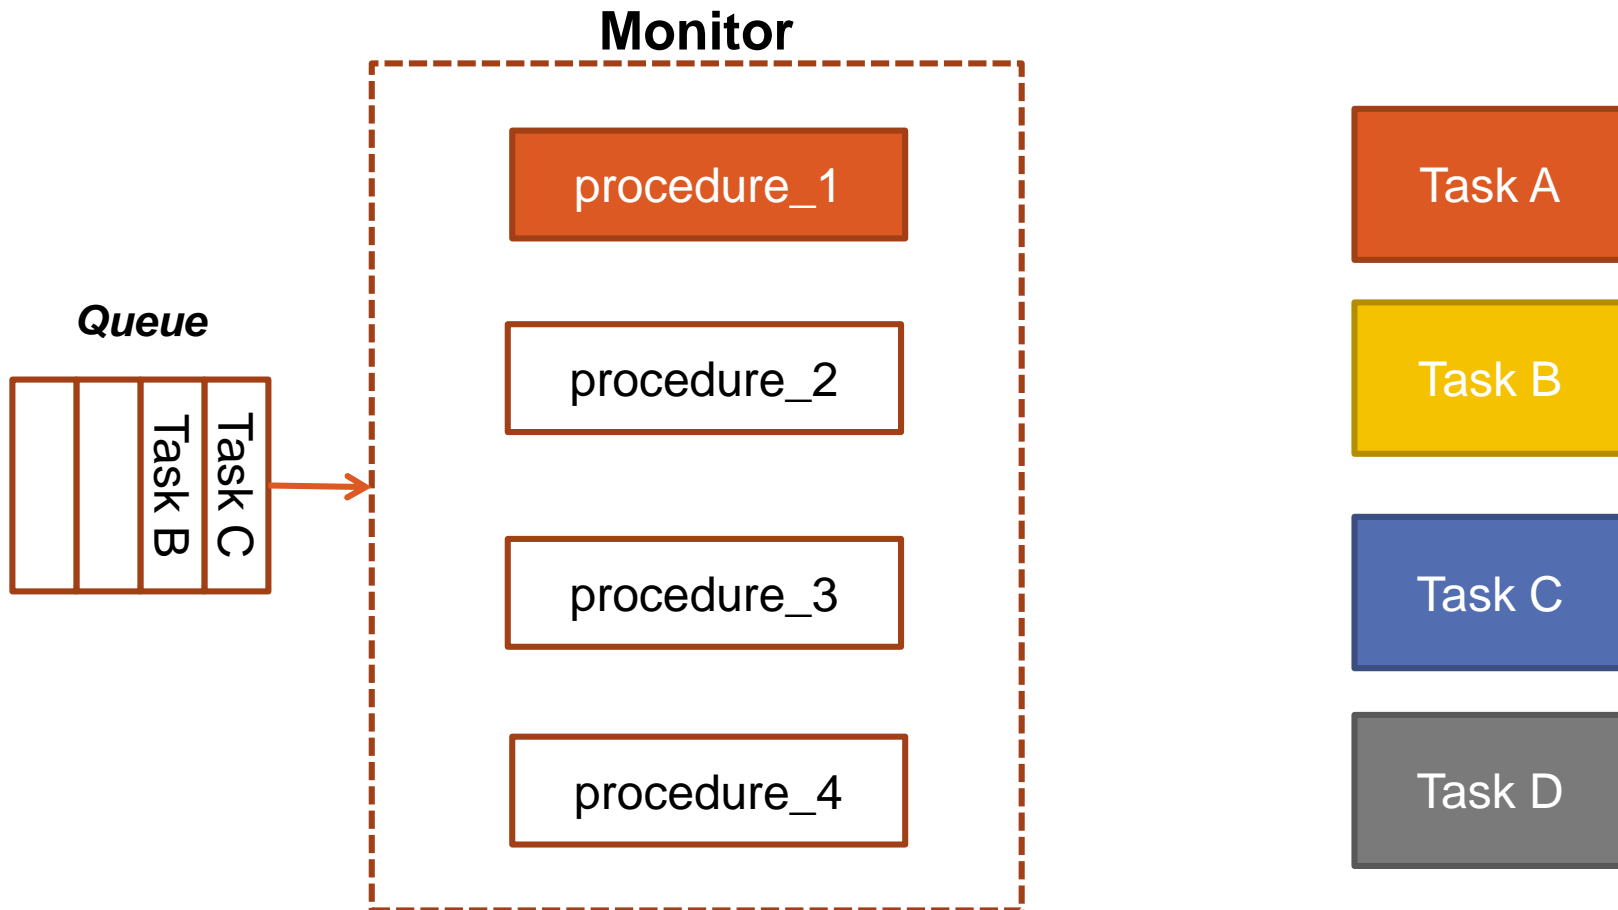 Monitor
procedure_1
Task A
Queue
procedure_2
Task B
Task B
Task C
procedure_3
Task C
procedure_4
Task D